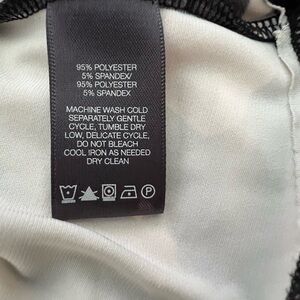 95% POLYESTER
5% SPANDEX/
95% POLYESTER
5% SPANDEX
MACHINE WASH COLD
SEPARATELY GENTLE
CYCLE, TUMBLE DRY
LOW, DELICATE CYCLE,
DO NOT BLEACH
COOL IRON AS NEEDED
DRY CLEAN
P